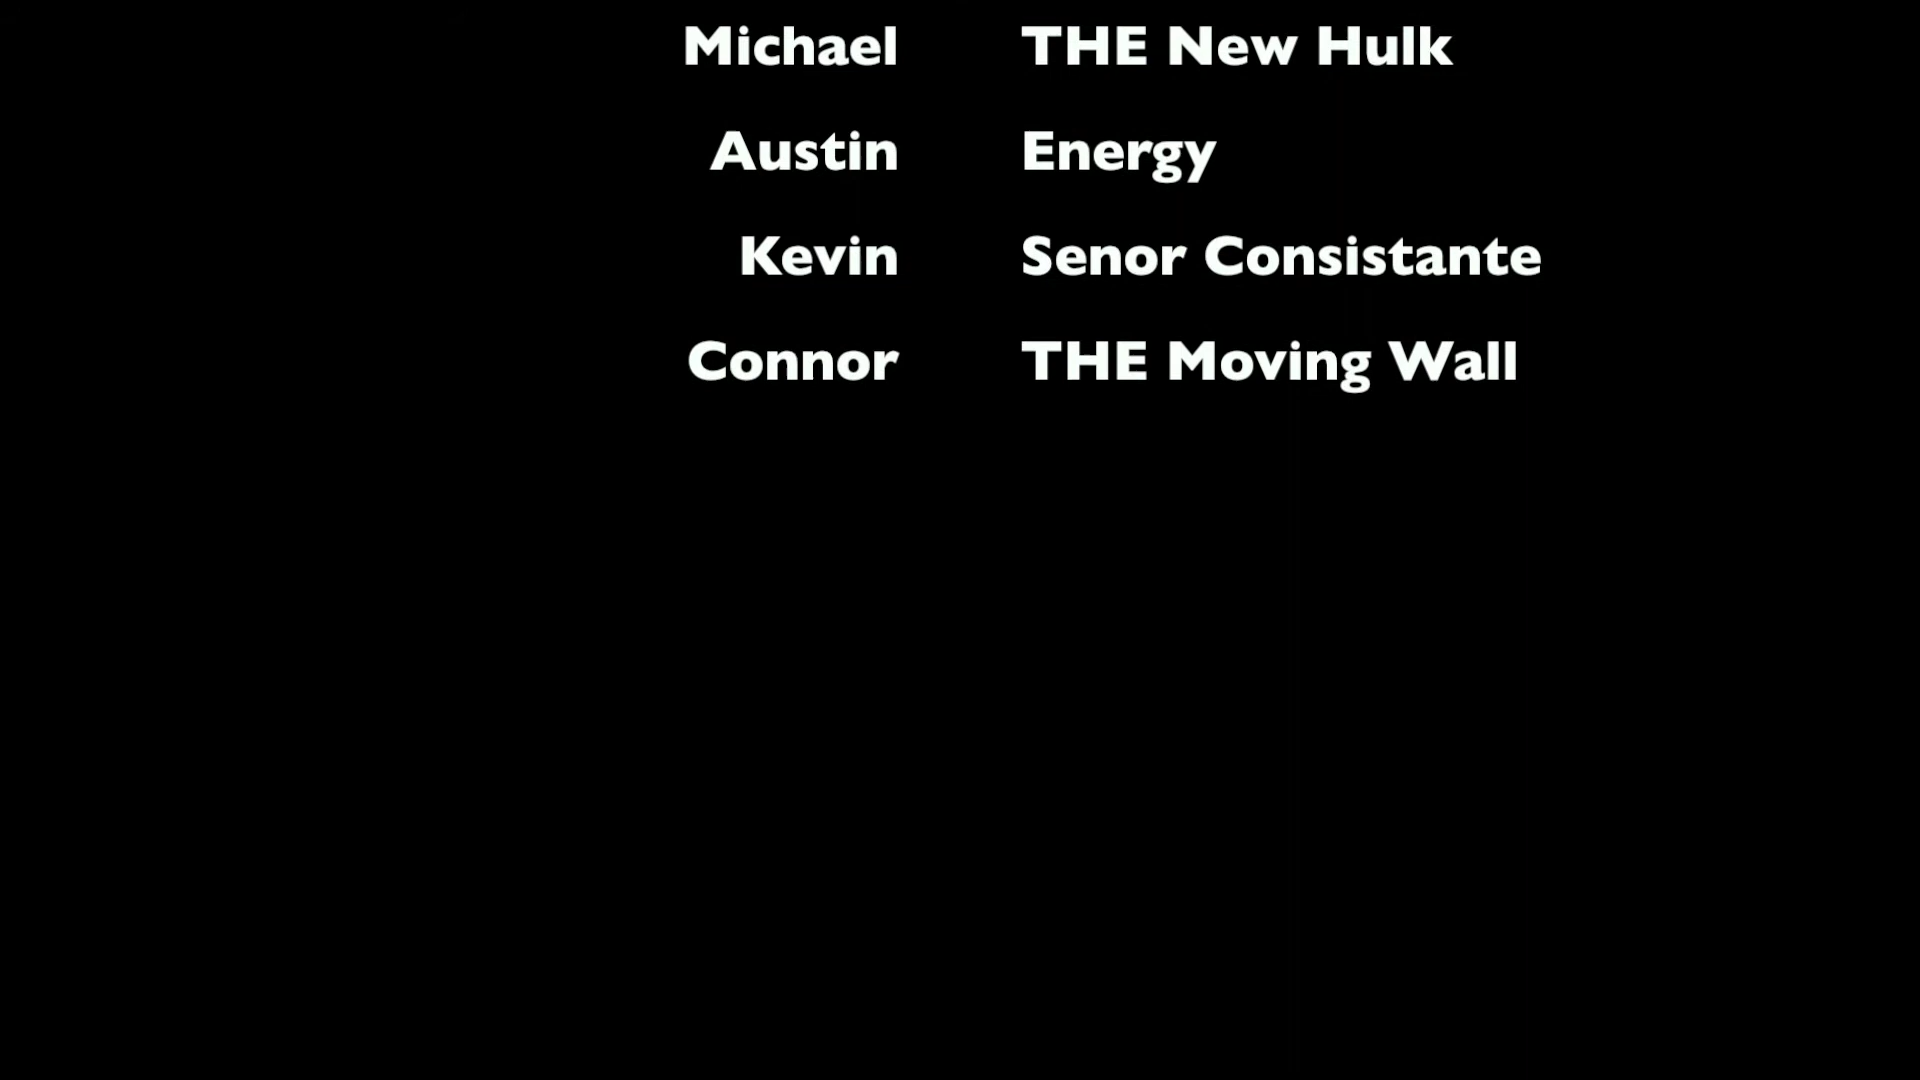 Michael THE New Hulk
Austin Energy
Kevin Senor Consistante
Connor THE Moving Wall